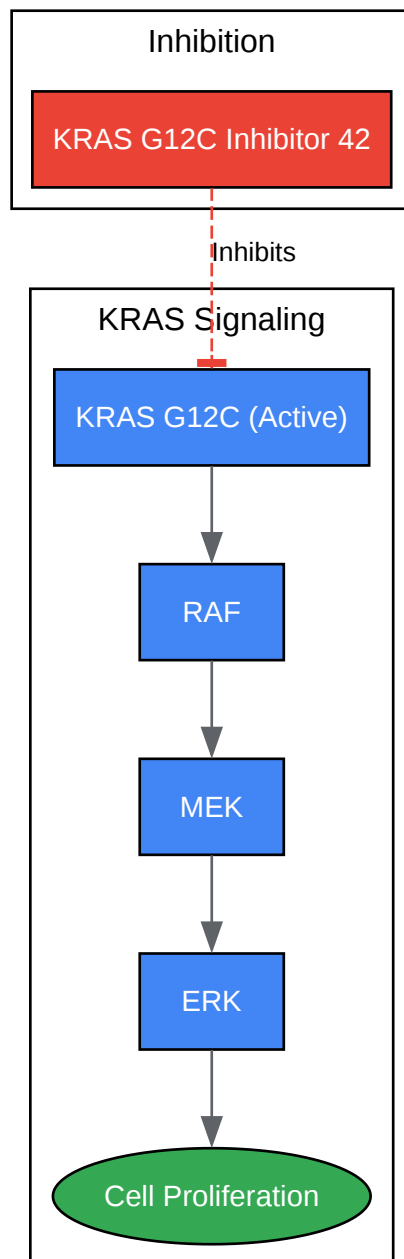 Inhibition
KRAS G12C Inhibitor 42
Inhibits
KRAS Signaling
KRAS G12C (Active)
RAF
MEK
ERK
Cell Proliferation